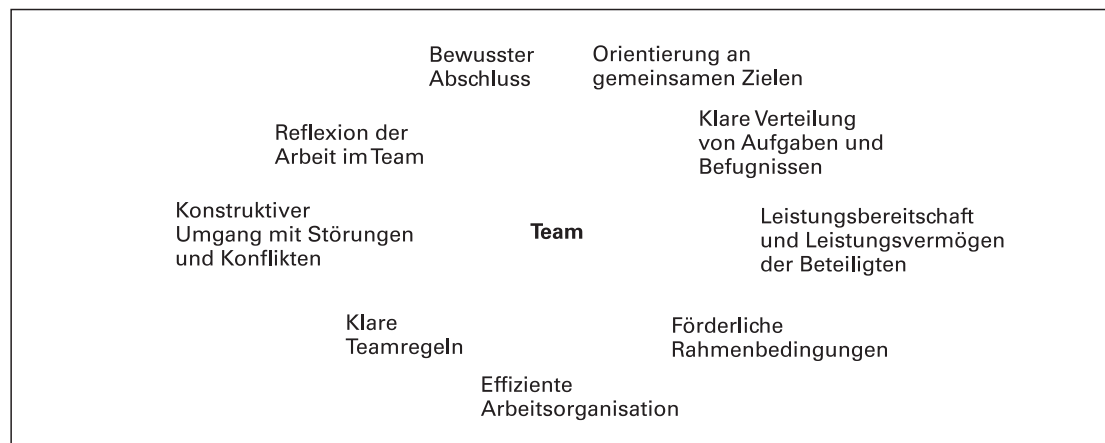 Bewusster
Abschluss
Orientierung an
gemeinsamen Zielen
Klare Verteilung
von Aufgaben und
Befugnissen
Reflexion der
Arbeit im Team
Konstruktiver
Umgang mit Störungen
und Konflikten
Team
Leistungsbereitschaft
und Leistungsvermögen
der Beteiligten
Klare
Teamregeln
Förderliche
Rahmenbedingungen
Effiziente
Arbeitsorganisation